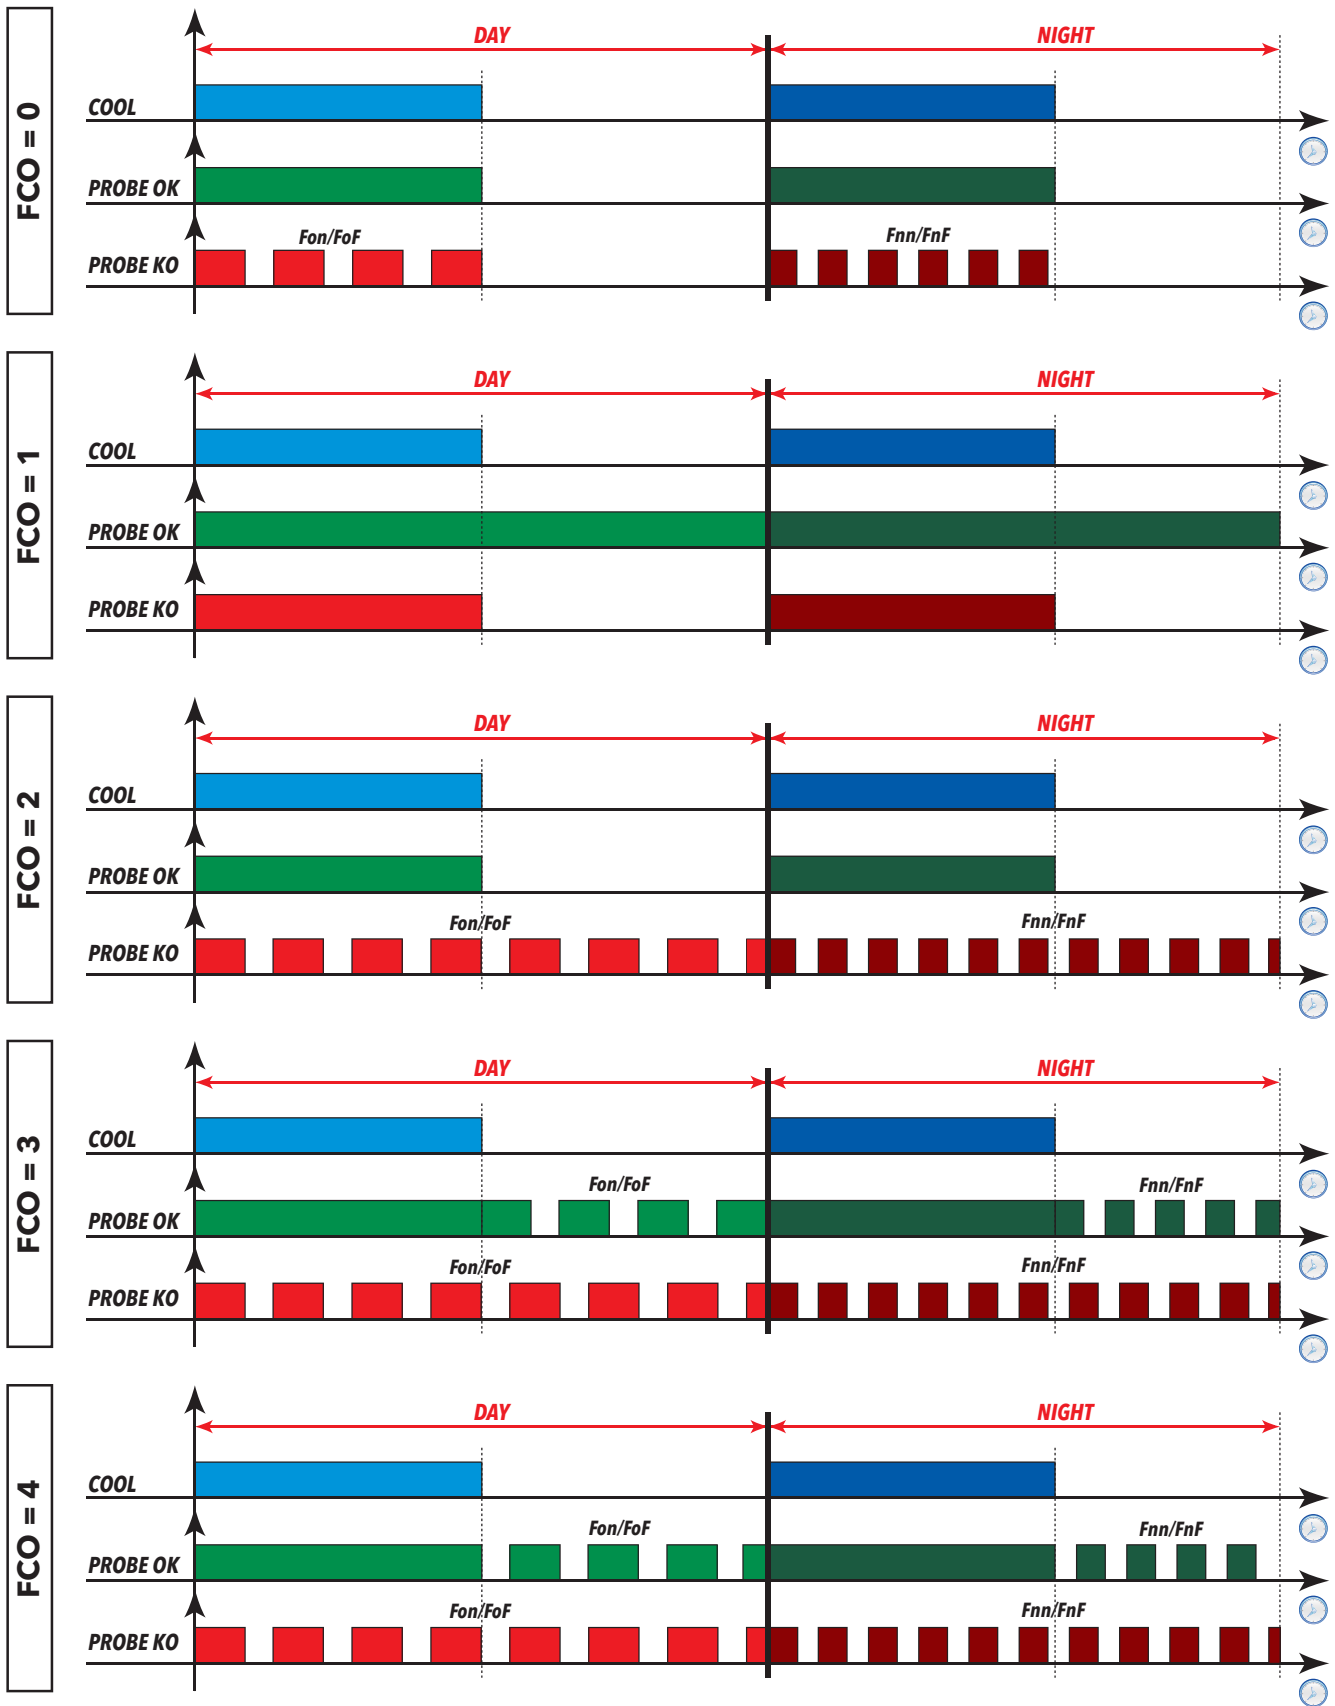 FCO = 0
DAY NIGHT
COOL
PROBE OK
Fon/FoF Fnn/FnF
PROBE KO
FCO = 1
DAY NIGHT
COOL
PROBE OK
PROBE KO
FCO = 2
DAY NIGHT
COOL
PROBE OK
Fon/FoF Fnn/FnF
PROBE KO
FCO = 3
DAY NIGHT
COOL
Fon/FoF Fnn/FnF
PROBE OK
Fon/FoF Fnn/FnF
PROBE KO
FCO = 4
DAY NIGHT
COOL
Fon/FoF Fnn/FnF
PROBE OK
Fon/FoF Fnn/FnF
PROBE KO